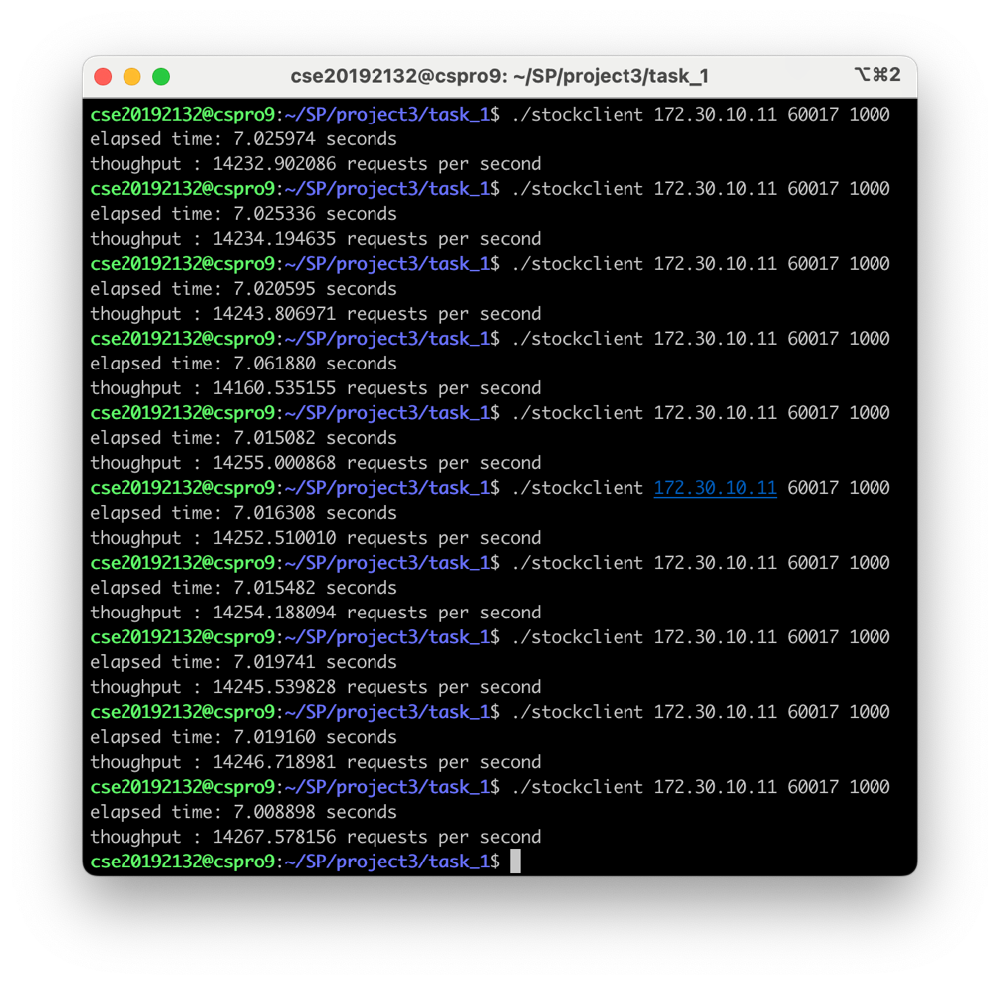 cse20192132@cspro9: ~/SP/project3/task_1 ⌥⌘2
cse20192132@cspro9:~/SP/project3/task_1$ ./stockclient 172.30.10.11 60017 1000
elapsed time: 7.025974 seconds
thoughput : 14232.902086 requests per second
cse20192132@cspro9:~/SP/project3/task_1$ ./stockclient 172.30.10.11 60017 1000
elapsed time: 7.025336 seconds
thoughput : 14234.194635 requests per second
cse20192132@cspro9:~/SP/project3/task_1$ ./stockclient 172.30.10.11 60017 1000
elapsed time: 7.020595 seconds
thoughput : 14243.806971 requests per second
cse20192132@cspro9:~/SP/project3/task_1$ ./stockclient 172.30.10.11 60017 1000
elapsed time: 7.061880 seconds
thoughput : 14160.535155 requests per second
cse20192132@cspro9:~/SP/project3/task_1$ ./stockclient 172.30.10.11 60017 1000
elapsed time: 7.015082 seconds
thoughput : 14255.000868 requests per second
cse20192132@cspro9:~/SP/project3/task_1$ ./stockclient 172.30.10.11 60017 1000
elapsed time: 7.016308 seconds
thoughput : 14252.510010 requests per second
cse20192132@cspro9:~/SP/project3/task_1$ ./stockclient 172.30.10.11 60017 1000
elapsed time: 7.015482 seconds
thoughput : 14254.188094 requests per second
cse20192132@cspro9:~/SP/project3/task_1$ ./stockclient 172.30.10.11 60017 1000
elapsed time: 7.019741 seconds
thoughput : 14245.539828 requests per second
cse20192132@cspro9:~/SP/project3/task_1$ ./stockclient 172.30.10.11 60017 1000
elapsed time: 7.019160 seconds
thoughput : 14246.718981 requests per second
cse20192132@cspro9:~/SP/project3/task_1$ ./stockclient 172.30.10.11 60017 1000
elapsed time: 7.008898 seconds
thoughput : 14267.578156 requests per second
cse20192132@cspro9:~/SP/project3/task_1$